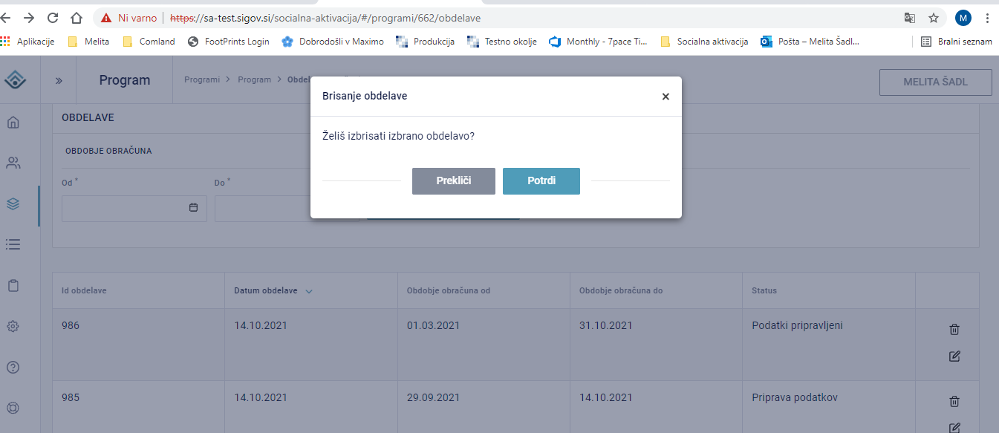 Ni varno https://sa-test.sigov.si/socialna-aktivacija/#/programi/662/obdelave M
Aplikacije Melita Comland FootPrints Login Dobrodošli v Maximo Produkcija Testno okolje Monthly - 7pace Ti... Socialna aktivacija Pošta – Melita Šadl... Bralni seznam
Program Programi > Program > MELITA ŠADL
Brisanje obdelave ×
OBDELAVE
Želiš izbrisati izbrano obdelavo?
OBDOBJE OBRAČUNA
Od * Do *
Prekliči Potrdi
Id obdelave Datum obdelave Obdobje obračuna od Obdobje obračuna do Status
986 14.10.2021 01.03.2021 31.10.2021 Podatki pripravljeni
985 14.10.2021 29.09.2021 14.10.2021 Priprava podatkov